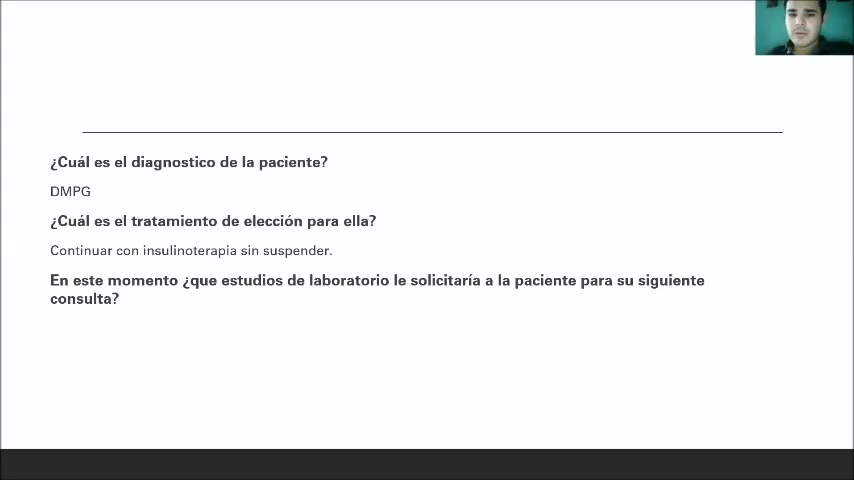 ¿Cuál es el diagnostico de la paciente?
DMPG
¿Cuál es el tratamiento de elección para ella?
Continuar con insulinoterapia sin suspender.
En este momento ¿que estudios de laboratorio le solicitaría a la paciente para su siguiente
consulta?